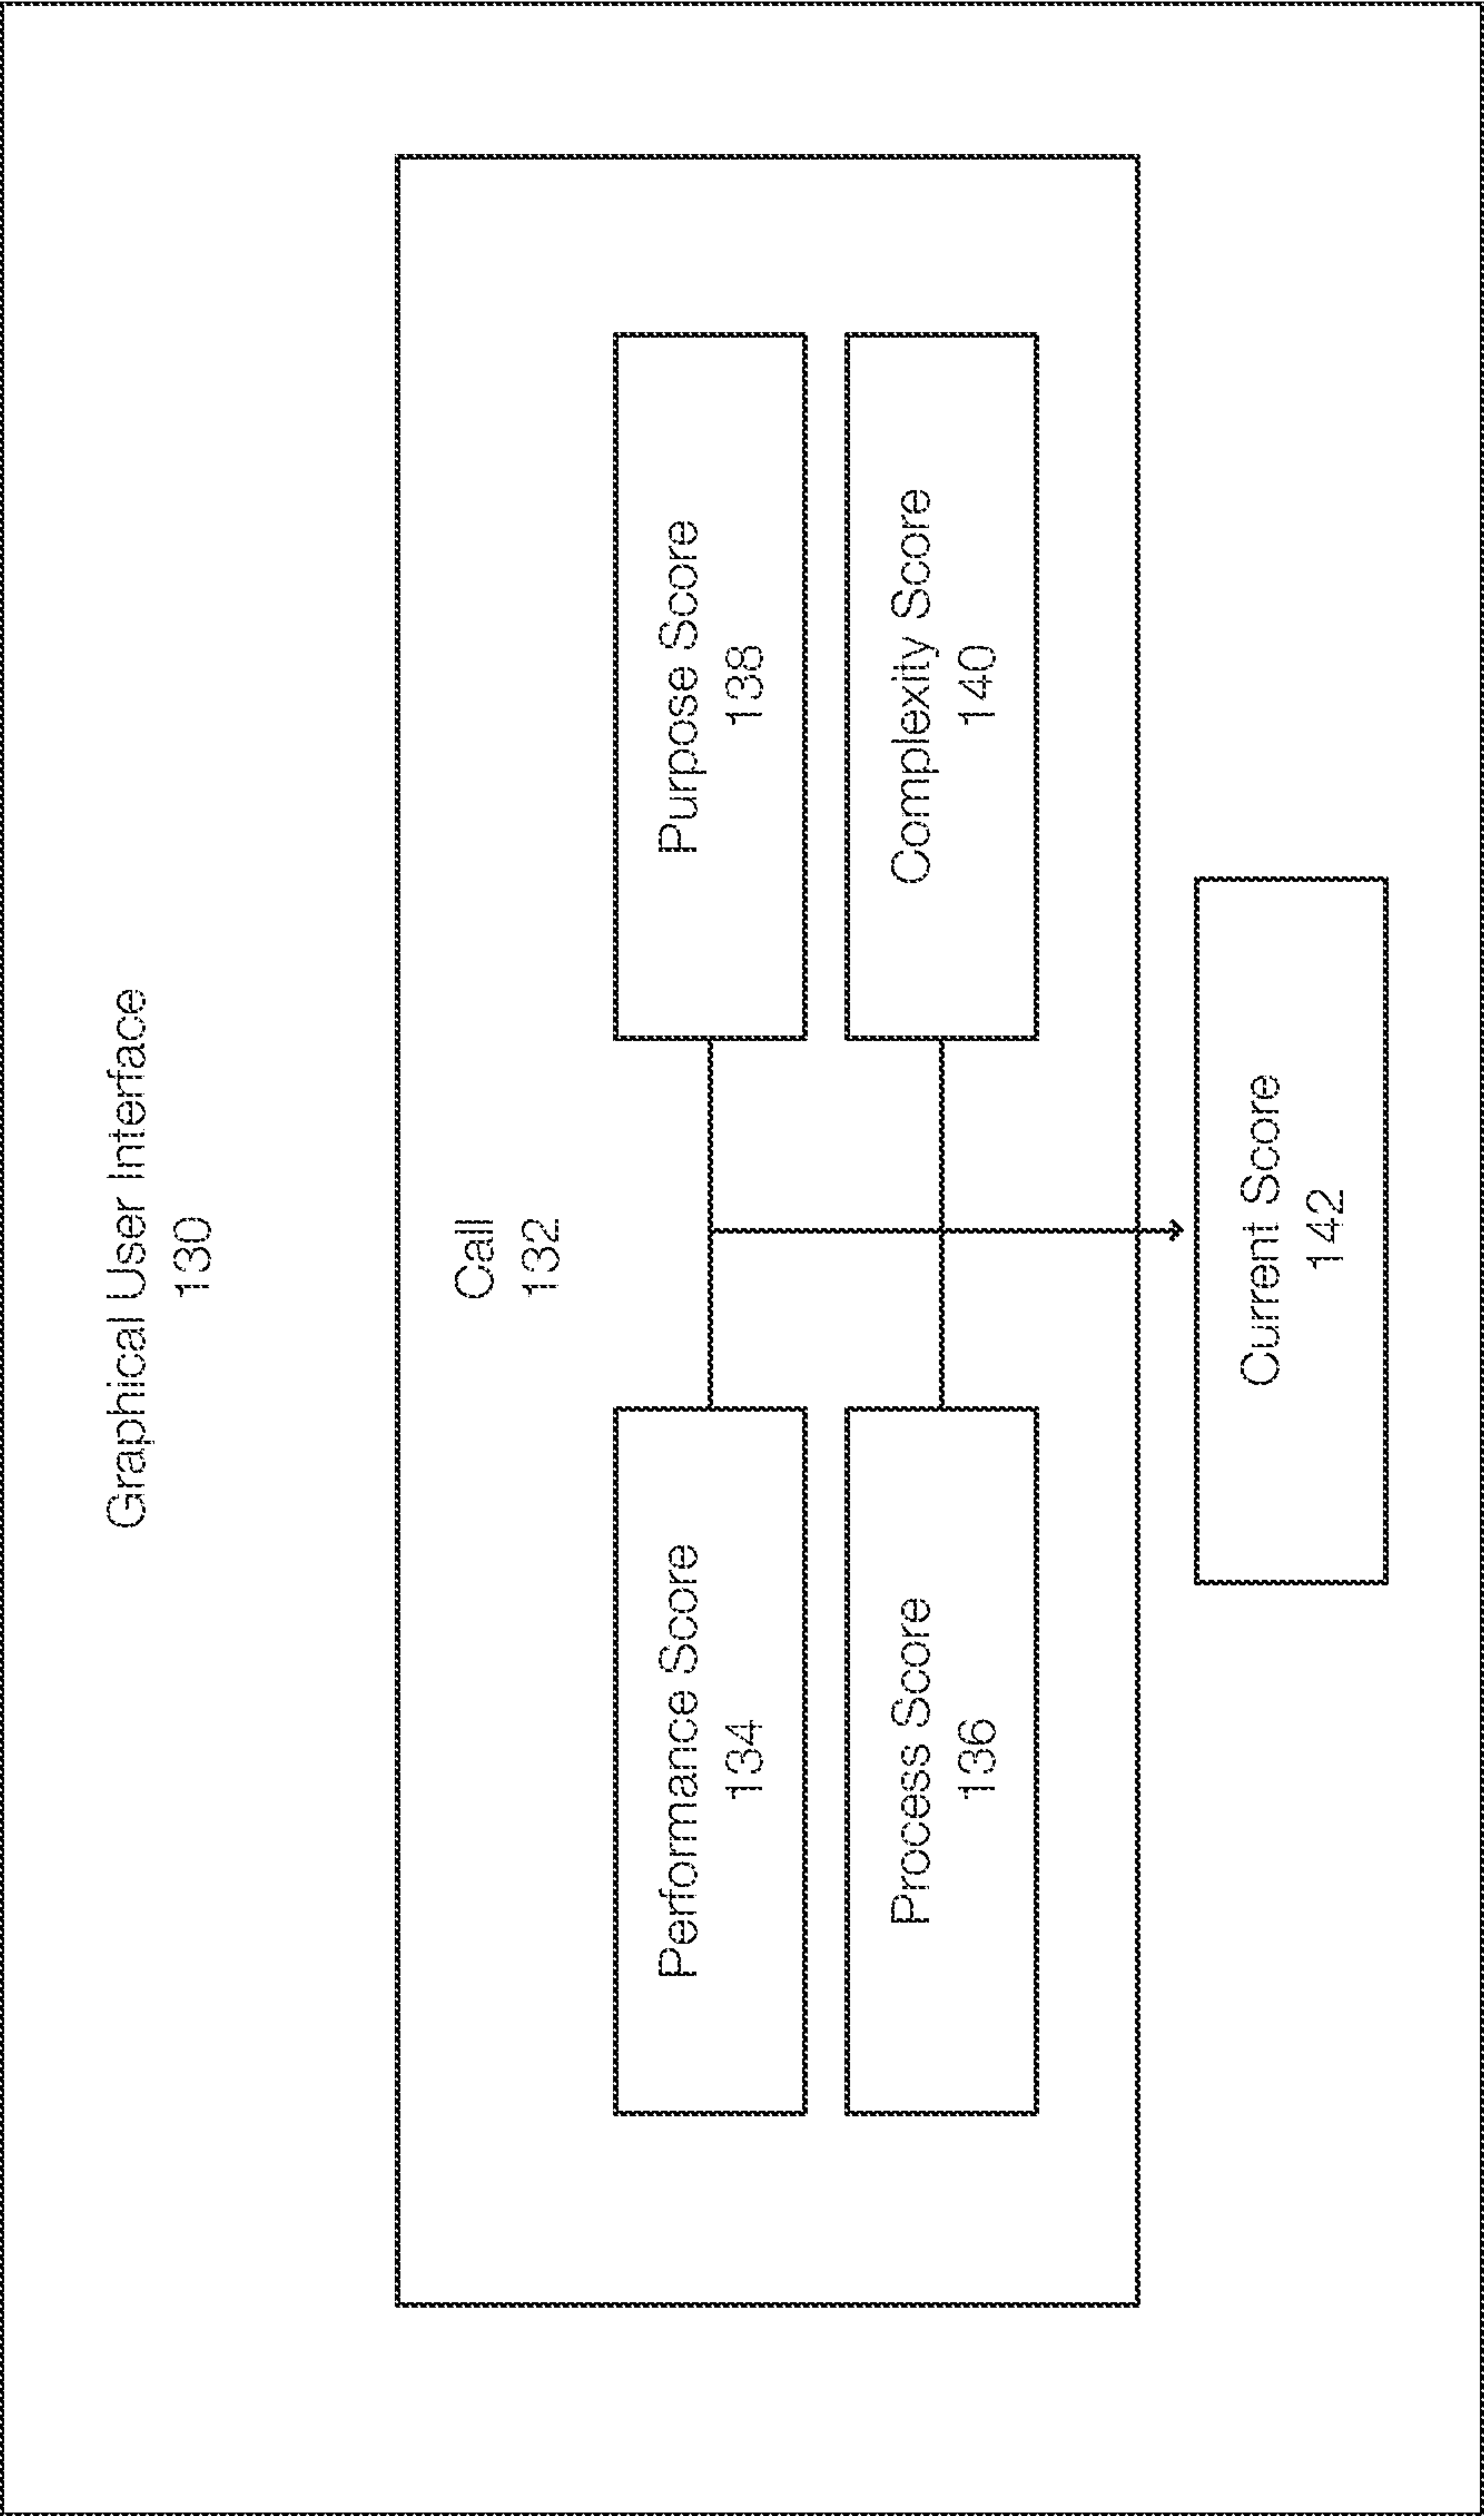 Graphical User Interface
130
Call
132
Performance Score
134
Purpose Score
138
Process Score
136
Complexity Score
140
Current Score
142